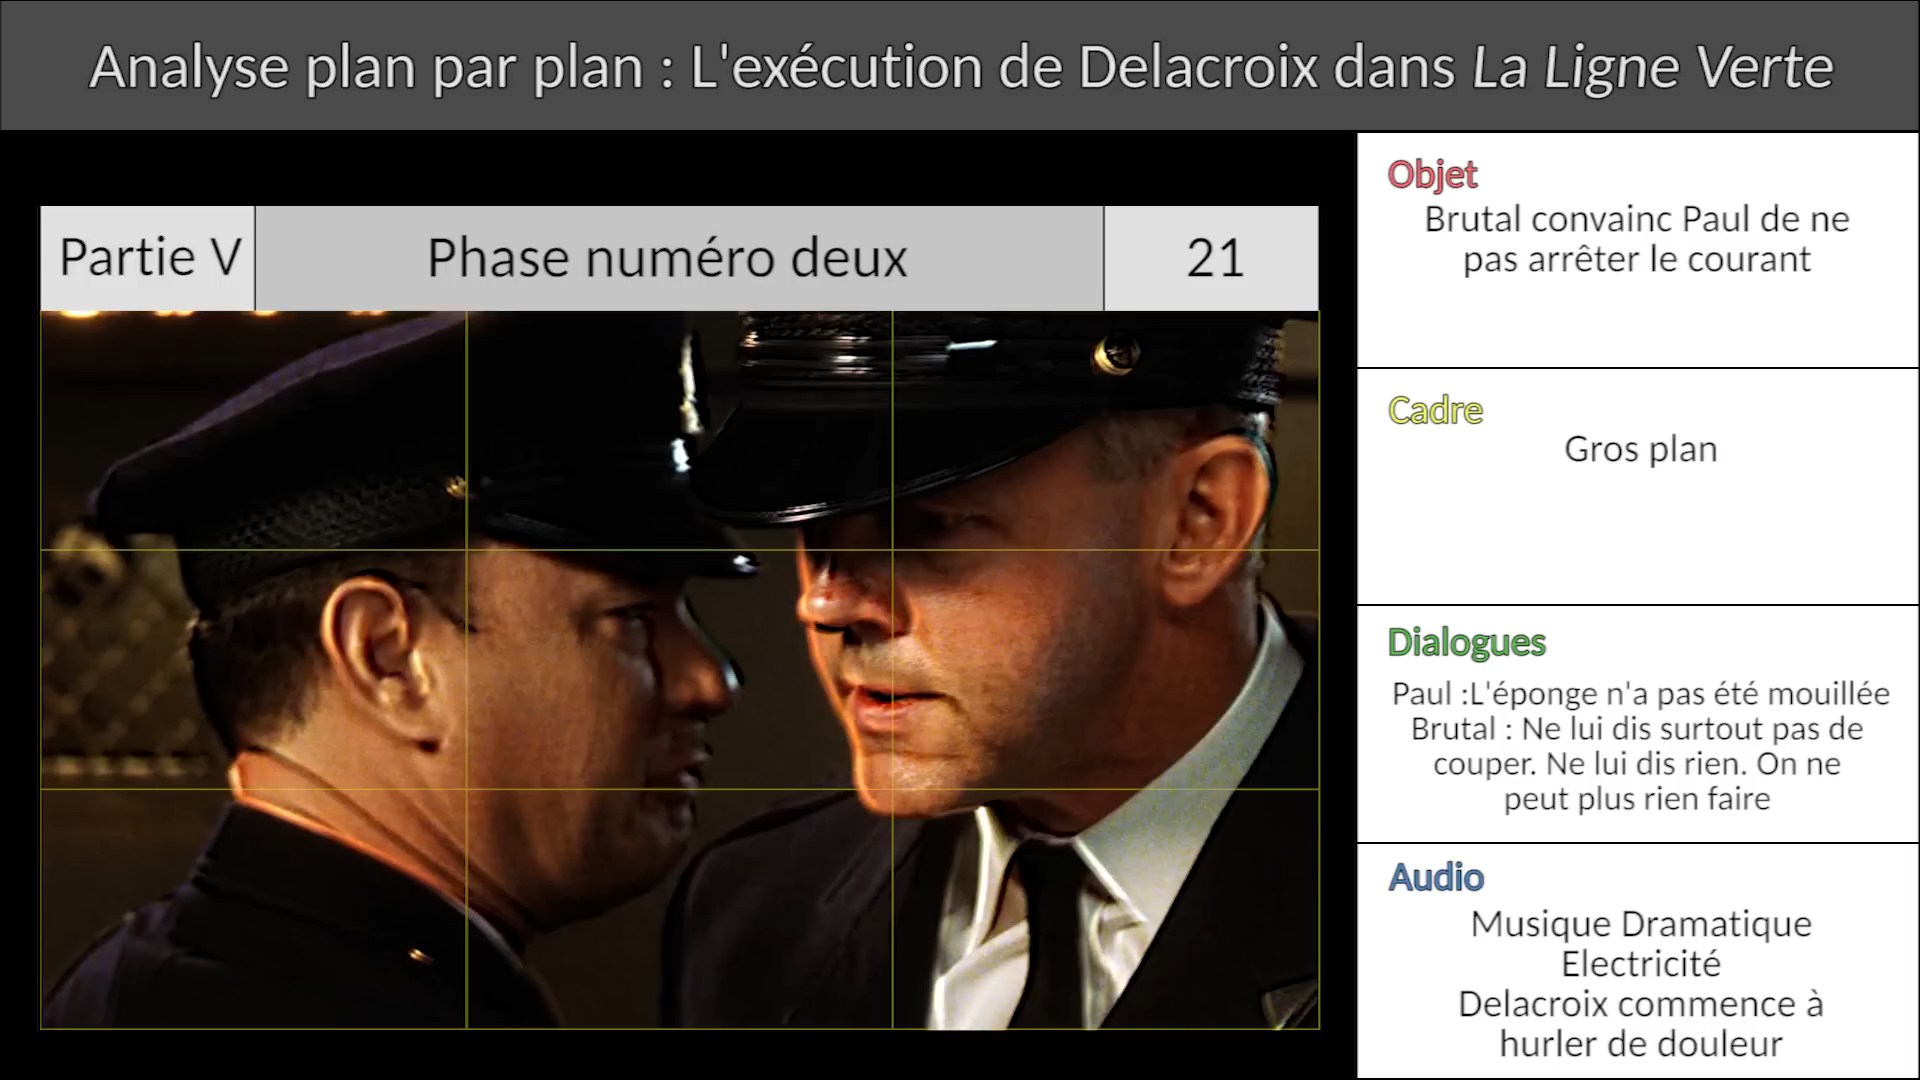 Analyse plan par plan : L'exécution de Delacroix dans La Ligne Verte
Partie V
Phase numéro deux
21
Objet
Brutal convainc Paul de ne
pas arrêter le courant
Cadre
Gros plan
Dialogues
Paul :L'éponge n'a pas été mouillée
Brutal : Ne lui dis surtout pas de
couper. Ne lui dis rien. On ne
peut plus rien faire
Audio
Musique Dramatique
Electricité
Delacroix commence à
hurler de douleur